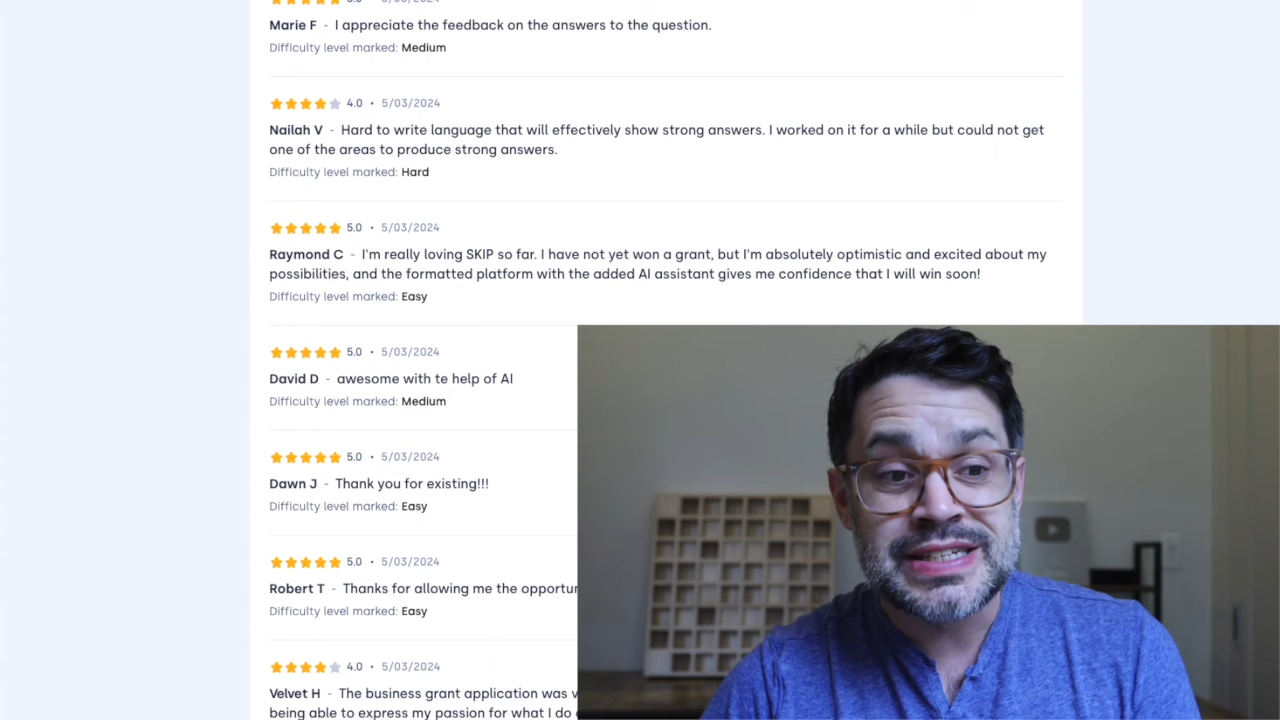 5.0 • 5/03/2024
Marie F - I appreciate the feedback on the answers to the question.
Difficulty level marked: Medium
4.0 • 5/03/2024
Nailah V - Hard to write language that will effectively show strong answers. I worked on it for a while but could not get
one of the areas to produce strong answers.
Difficulty level marked: Hard
5.0 • 5/03/2024
Raymond C - I'm really loving SKIP so far. I have not yet won a grant, but I'm absolutely optimistic and excited about my
possibilities, and the formatted platform with the added AI assistant gives me confidence that I will win soon!
Difficulty level marked: Easy
5.0 • 5/03/2024
David D - awesome with te help of AI
Difficulty level marked: Medium
5.0 • 5/03/2024
Dawn J - Thank you for existing!!!
Difficulty level marked: Easy
5.0 • 5/03/2024
Robert T - Thanks for allowing me the
Difficulty level marked: Easy
4.0 • 5/03/2024
Velvet H - The business grant application was
being able to express my passion for what I do